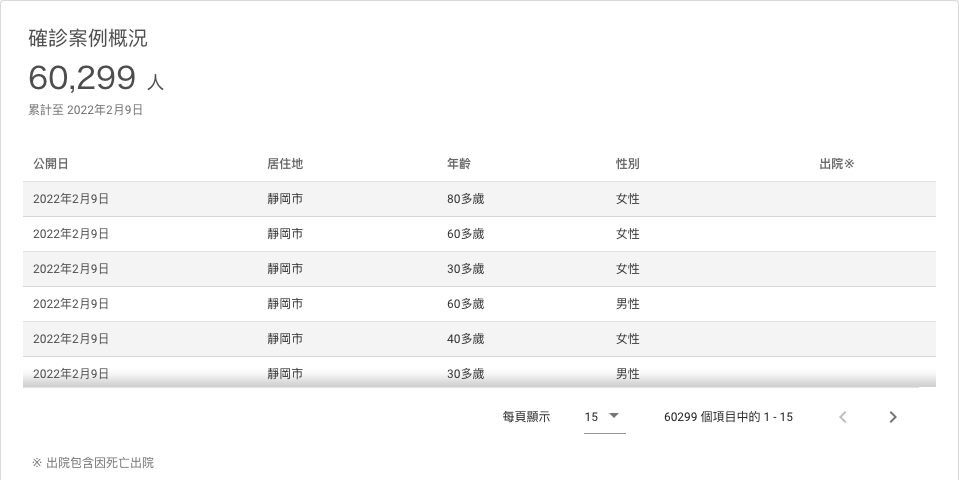 確診案例概況
60,299 人
累計至 2022年2月9日
公開日 居住地 年齡 性別 出院※
2022年2月9日 靜岡市 80多歲 女性
2022年2月9日 靜岡市 60多歲 女性
2022年2月9日 靜岡市 30多歲 女性
2022年2月9日 靜岡市 60多歲 男性
2022年2月9日 靜岡市 40多歲 女性
2022年2月9日 靜岡市 30多歲 男性
每頁顯示 15 60299 個項目中的 1 - 15
※ 出院包含因死亡出院